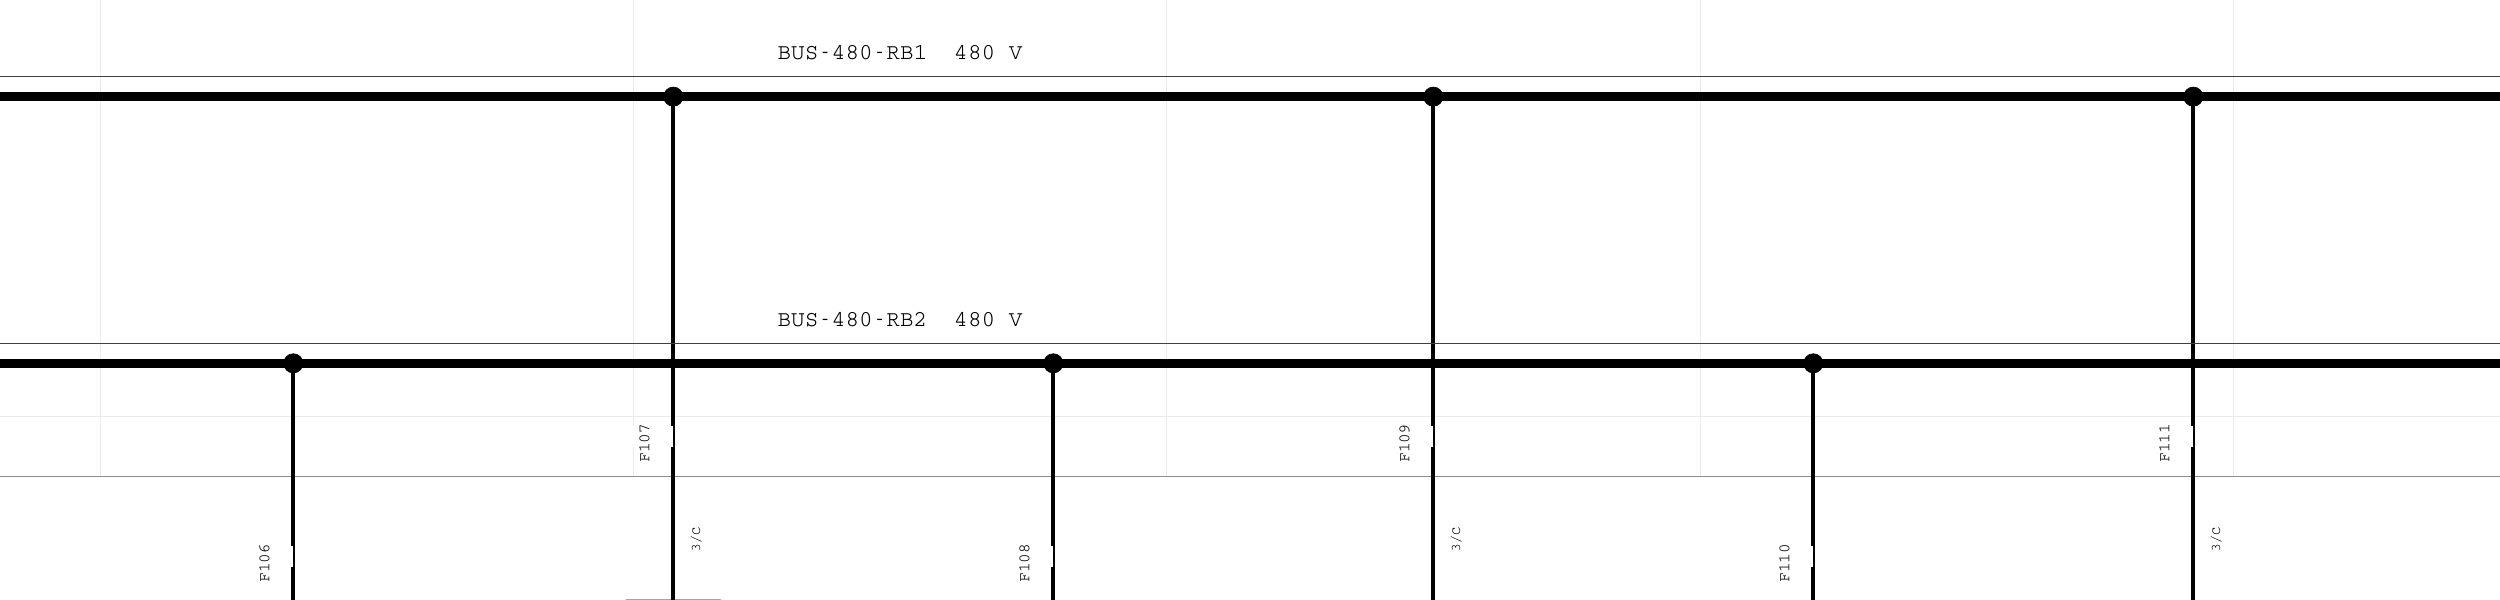 BUS-480-RB1  480 V
BUS-480-RB2  480 V
F107
F109
F111
3/C
3/C
3/C
F106
F108
F110